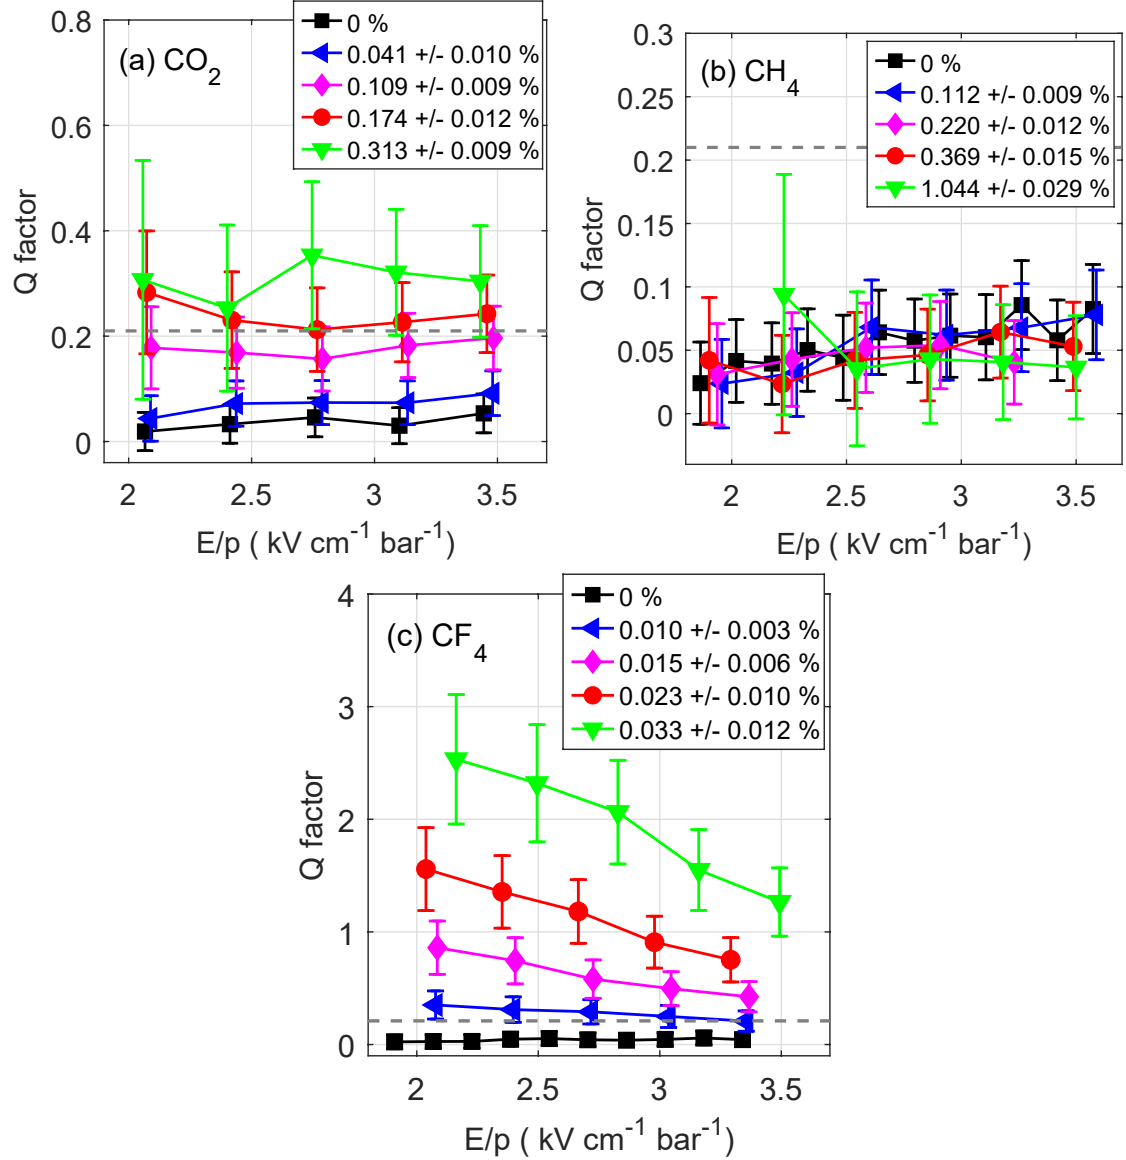 (a) CO2
0 %
0.041 +/- 0.010 %
0.109 +/- 0.009 %
0.174 +/- 0.012 %
0.313 +/- 0.009 %
0.8
0.6
0.4
0.2
0
Q factor
2
2.5
3
3.5
E/p ( kV cm-1 bar-1)
(b) CH4
0 %
0.112 +/- 0.009 %
0.220 +/- 0.012 %
0.369 +/- 0.015 %
1.044 +/- 0.029 %
0.3
0.25
0.2
0.15
0.1
0.05
0
Q factor
2
2.5
3
3.5
E/p ( kV cm-1 bar-1)
(c) CF4
0 %
0.010 +/- 0.003 %
0.015 +/- 0.006 %
0.023 +/- 0.010 %
0.033 +/- 0.012 %
4
3
2
1
0
Q factor
2
2.5
3
3.5
E/p ( kV cm-1 bar-1)